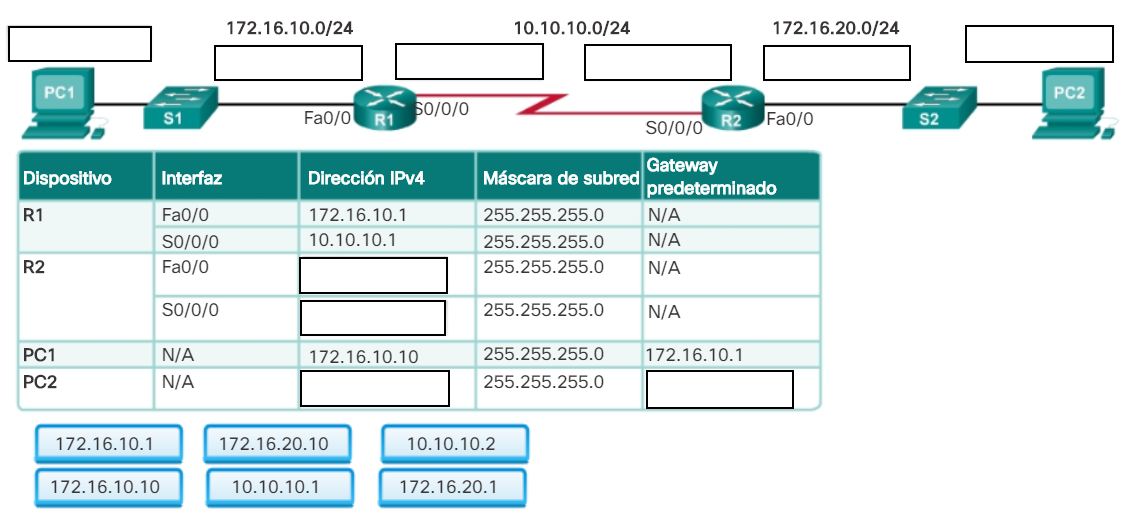 172.16.10.0/24 10.10.10.0/24 172.16.20.0/24
PC1 S1 Fa0/0 R1 S0/0/0 S0/0/0 R2 Fa0/0 S2 PC2
Dispositivo Interfaz Dirección IPv4 Máscara de subred Gateway predeterminado
R1 Fa0/0 172.16.10.1 255.255.255.0 N/A
S0/0/0 10.10.10.1 255.255.255.0 N/A
R2 Fa0/0 255.255.255.0 N/A
S0/0/0 255.255.255.0 N/A
PC1 N/A 172.16.10.10 255.255.255.0 172.16.10.1
PC2 N/A 255.255.255.0
172.16.10.1 172.16.20.10 10.10.10.2
172.16.10.10 10.10.10.1 172.16.20.1